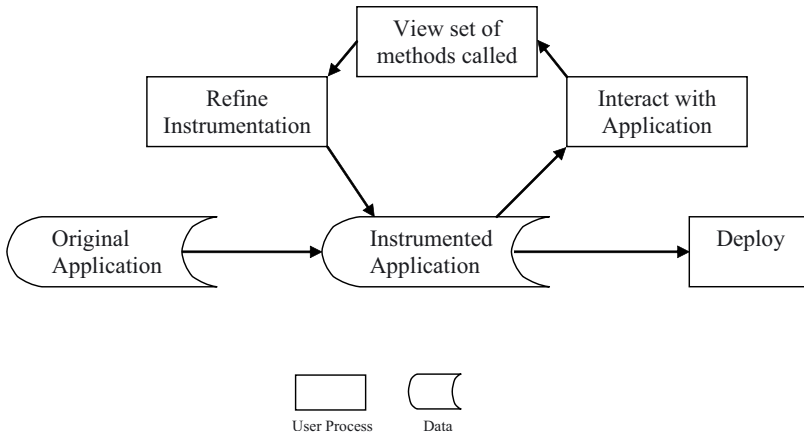 View set of
methods called
Refine
Instrumentation
Interact with
Application
Original
Application
Instrumented
Application
Deploy
User Process
Data